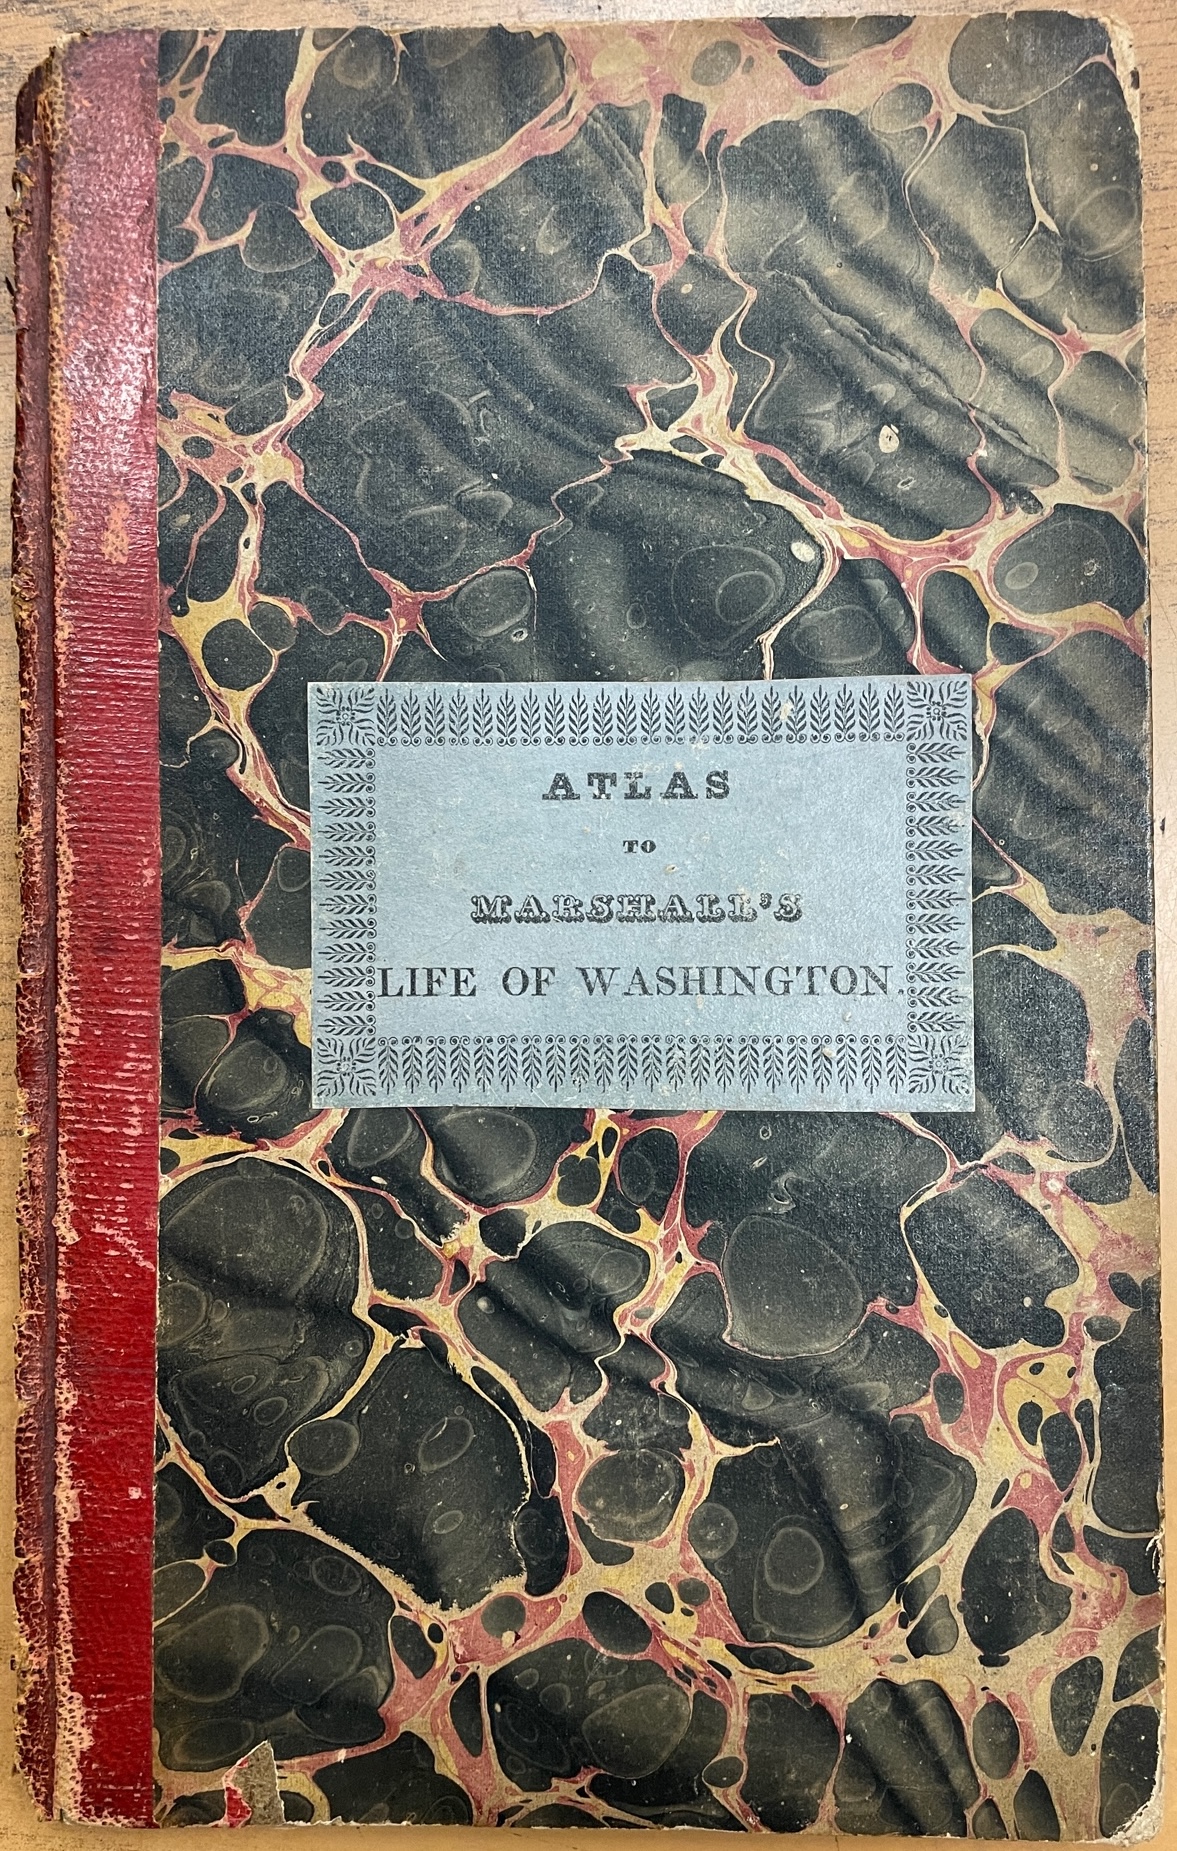 ATLAS
TO
MARSHALL'S
LIFE OF WASHINGTON.